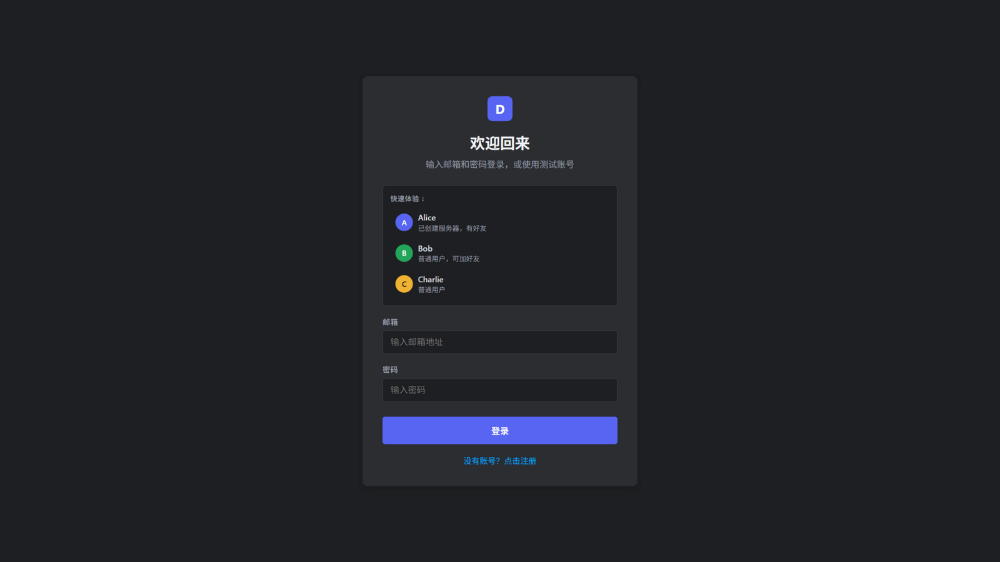 D
欢迎回来
输入邮箱和密码登录，或使用测试账号
快速体验 ↓
A
Alice
已创建服务器，有好友
B
Bob
普通用户，可加好友
C
Charlie
普通用户
邮箱
输入邮箱地址
密码
输入密码
登录
没有账号？点击注册